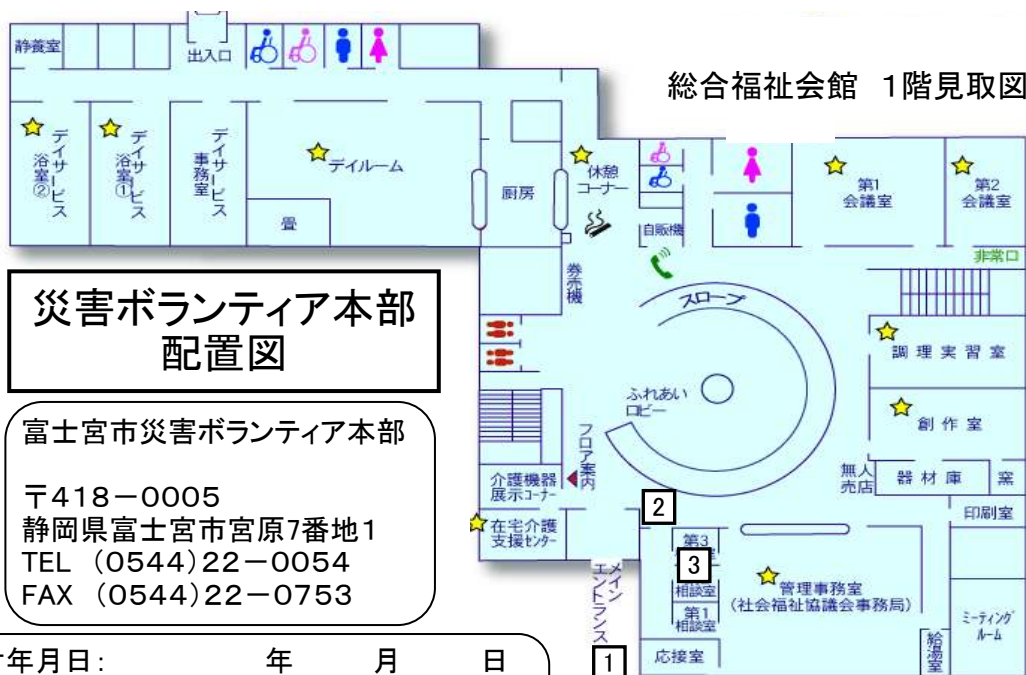 総合福祉会館 1階見取図
静養室
出入口
デイサービス
浴室②
デイサービス
浴室①
デイサービス
事務室
デイルーム
畳
厨房
休憩
コーナー
自販機
券売機
第1
会議室
第2
会議室
非常口
スロープ
調理実習室
ふれあい
ロビー
創作室
無人
売店
器材庫
窯
印刷室
フロア案内
介護機器
展示コーナー
在宅介護
支援センター
メイン
エントランス
1
2
第3
3
相談室
第1
相談室
応接室
管理事務室
(社会福祉協議会事務局)
給湯室
ミーティング
ルーム
災害ボランティア本部
配置図
富士宮市災害ボランティア本部
〒418-0005
静岡県富士宮市宮原7番地1
TEL (0544)22-0054
FAX (0544)22-0753
年月日: 年 月 日